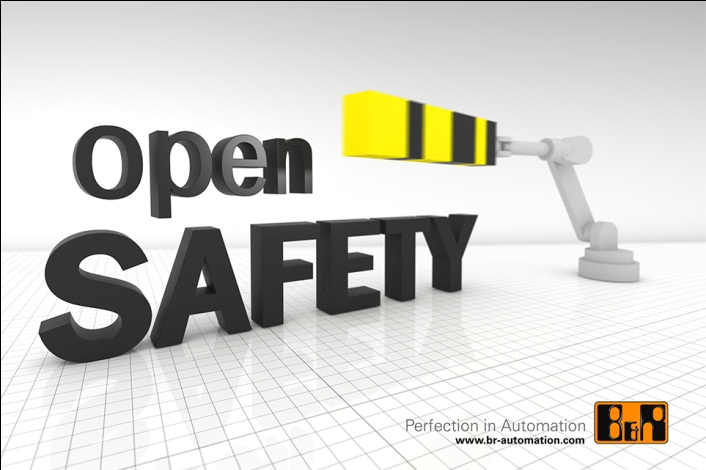 open
SAFETY
Perfection in Automation
www.br-automation.com
B&R